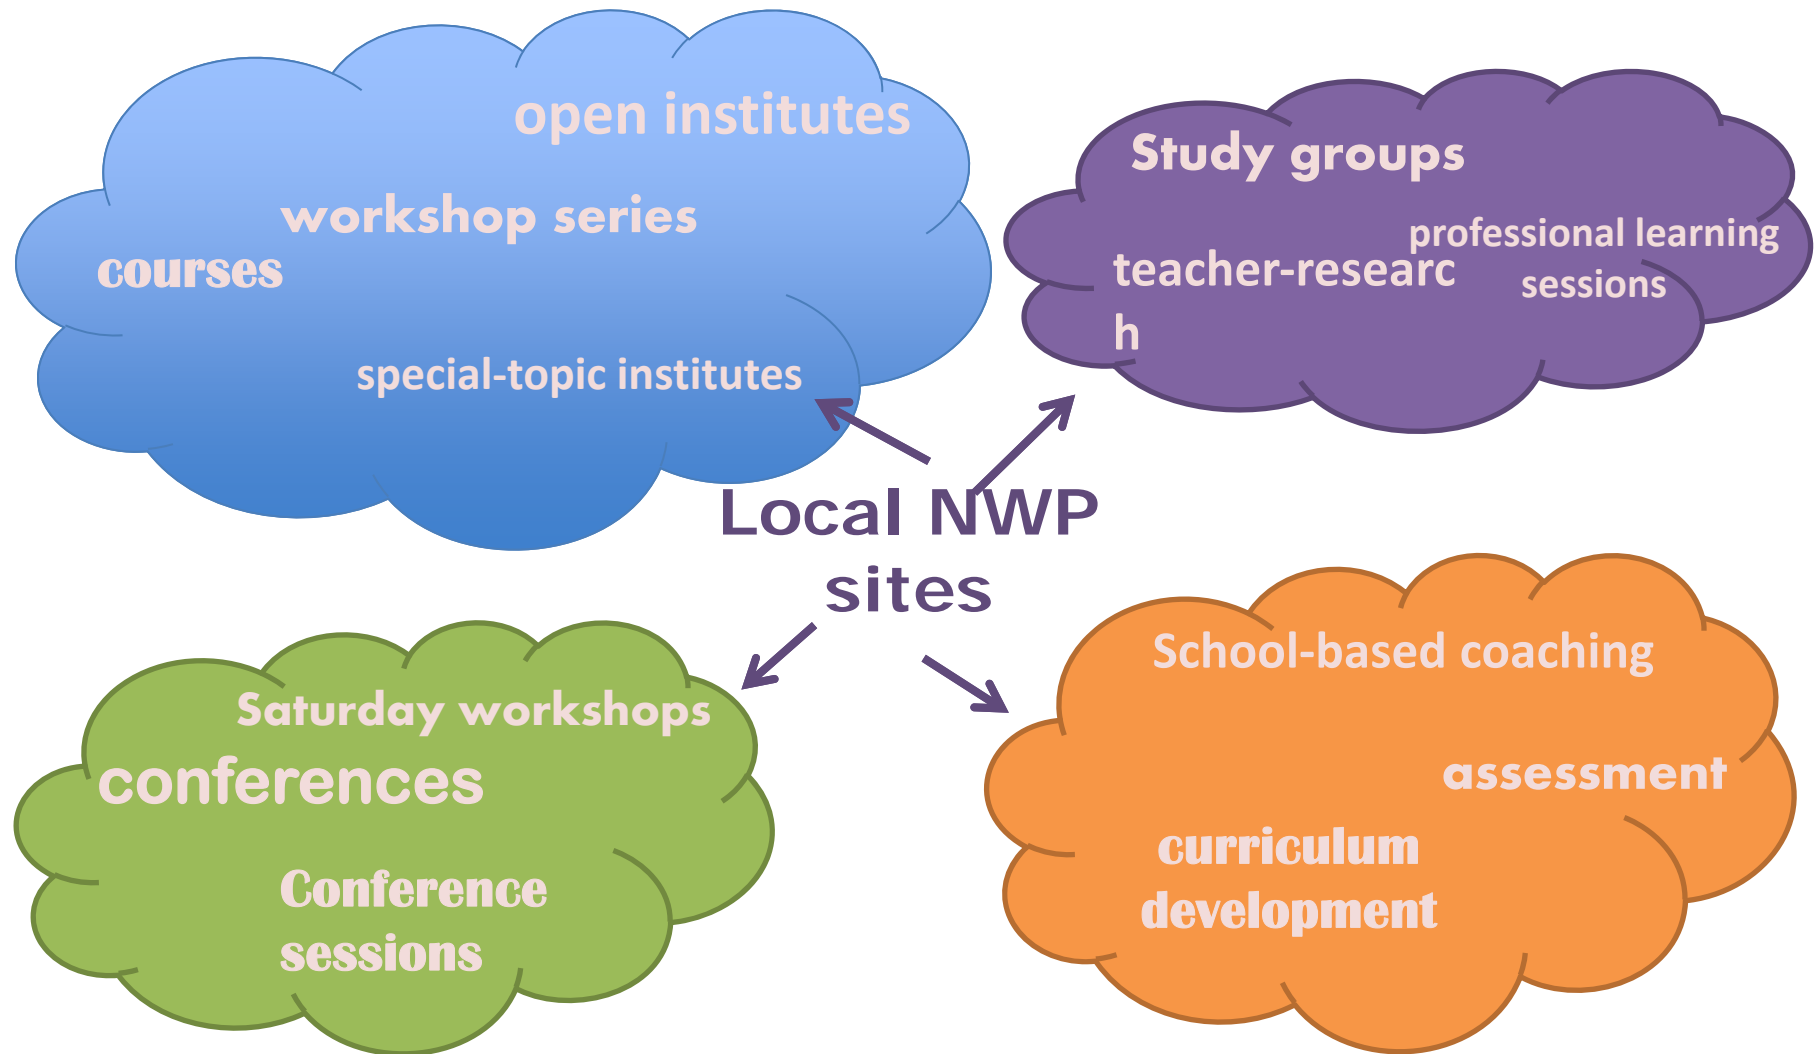 open institutes
workshop series
courses
special-topic institutes
Study groups
professional learning
sessions
teacher-researc
h
Local NWP
sites
Saturday workshops
conferences
Conference
sessions
School-based coaching
assessment
curriculum
development